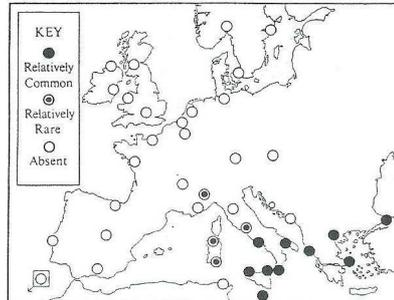 KEY
Relatively
Common
Relatively
Rare
Absent